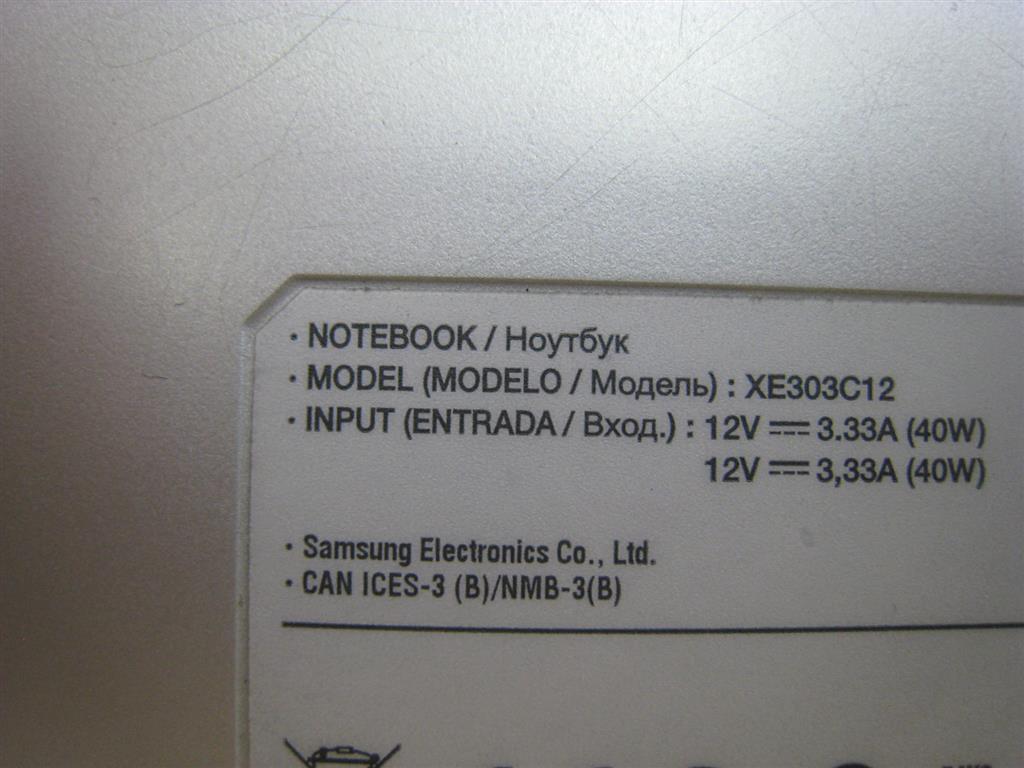 · NOTEBOOK / Ноутбук
· MODEL (MODELO / Модель) : XE303C12
· INPUT (ENTRADA / Вход.) : 12V ⎓ 3.33A (40W)
12V ⎓ 3,33A (40W)
· Samsung Electronics Co., Ltd.
· CAN ICES-3 (B)/NMB-3(B)